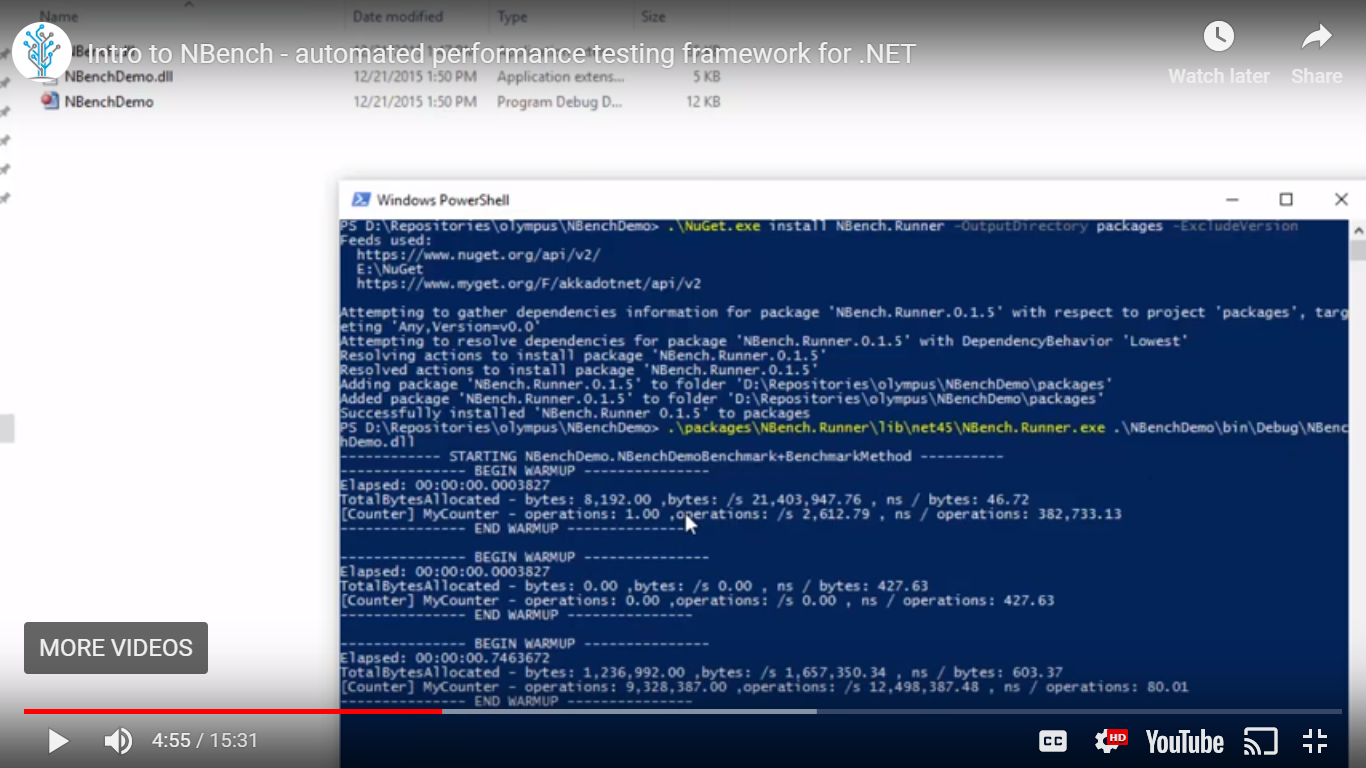 Name Date modified Type Size
Intro to NBench - automated performance testing framework for .NET
NBenchDemo.dll 12/21/2015 1:50 PM Application extens... 5 KB
Watch later Share
NBenchDemo 12/21/2015 1:50 PM Program Debug D... 12 KB
Windows PowerShell
PS D:\Repositories\olympus\NBenchDemo> .\NuGet.exe install NBench.Runner -OutputDirectory packages -ExcludeVersion
Feeds used:
https://www.nuget.org/api/v2/
E:\NuGet
https://www.myget.org/F/akkadotnet/api/v2
Attempting to gather dependencies information for package 'NBench.Runner.0.1.5' with respect to project 'packages', targ
eting 'Any,Version=v0.0'
Attempting to resolve dependencies for package 'NBench.Runner.0.1.5' with DependencyBehavior 'Lowest'
Resolving actions to install package 'NBench.Runner.0.1.5'
Resolved actions to install package 'NBench.Runner.0.1.5'
Adding package 'NBench.Runner.0.1.5' to folder 'D:\Repositories\olympus\NBenchDemo\packages'
Added package 'NBench.Runner.0.1.5' to folder 'D:\Repositories\olympus\NBenchDemo\packages'
Successfully installed 'NBench.Runner 0.1.5' to packages
PS D:\Repositories\olympus\NBenchDemo> .\packages\NBench.Runner\lib\net45\NBench.Runner.exe .\NBenchDemo\bin\Debug\NBenc
hDemo.dll
------------ STARTING NBenchDemo.NBenchDemoBenchmark+BenchmarkMethod ----------
--------------- BEGIN WARMUP ---------------
Elapsed: 00:00:00.0003827
TotalBytesAllocated - bytes: 8,192.00 ,bytes: /s 21,403,947.76 , ns / bytes: 46.72
[Counter] MyCounter - operations: 1.00 ,operations: /s 2,612.79 , ns / operations: 382,733.13
--------------- END WARMUP ---------------
--------------- BEGIN WARMUP ---------------
Elapsed: 00:00:00.0003827
TotalBytesAllocated - bytes: 0.00 ,bytes: /s 0.00 , ns / bytes: 427.63
[Counter] MyCounter - operations: 0.00 ,operations: /s 0.00 , ns / operations: 427.63
--------------- END WARMUP ---------------
--------------- BEGIN WARMUP ---------------
Elapsed: 00:00:00.7463672
TotalBytesAllocated - bytes: 1,236,992.00 ,bytes: /s 1,657,350.34 , ns / bytes: 603.37
[Counter] MyCounter - operations: 9,328,387.00 ,operations: /s 12,498,387.48 , ns / operations: 80.01
--------------- END WARMUP ---------------
MORE VIDEOS
4:55 / 15:31 CC HD YouTube